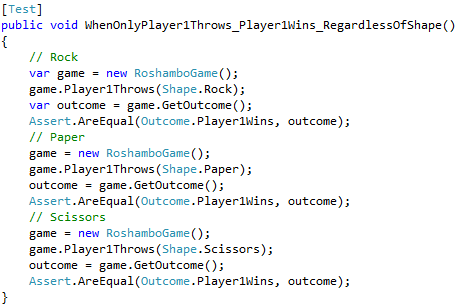 [Test]
public void WhenOnlyPlayer1Throws_Player1Wins_RegardlessOfShape()
{
    // Rock
    var game = new RoshamboGame();
    game.Player1Throws(Shape.Rock);
    var outcome = game.GetOutcome();
    Assert.AreEqual(Outcome.Player1Wins, outcome);
    // Paper
    game = new RoshamboGame();
    game.Player1Throws(Shape.Paper);
    outcome = game.GetOutcome();
    Assert.AreEqual(Outcome.Player1Wins, outcome);
    // Scissors
    game = new RoshamboGame();
    game.Player1Throws(Shape.Scissors);
    outcome = game.GetOutcome();
    Assert.AreEqual(Outcome.Player1Wins, outcome);
}